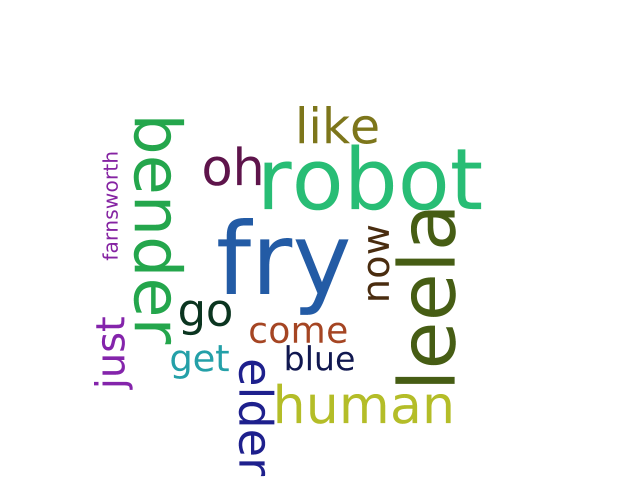 like
oh
robot
bender
farnsworth
fry
now
leela
go
just
come
get
blue
elder
human